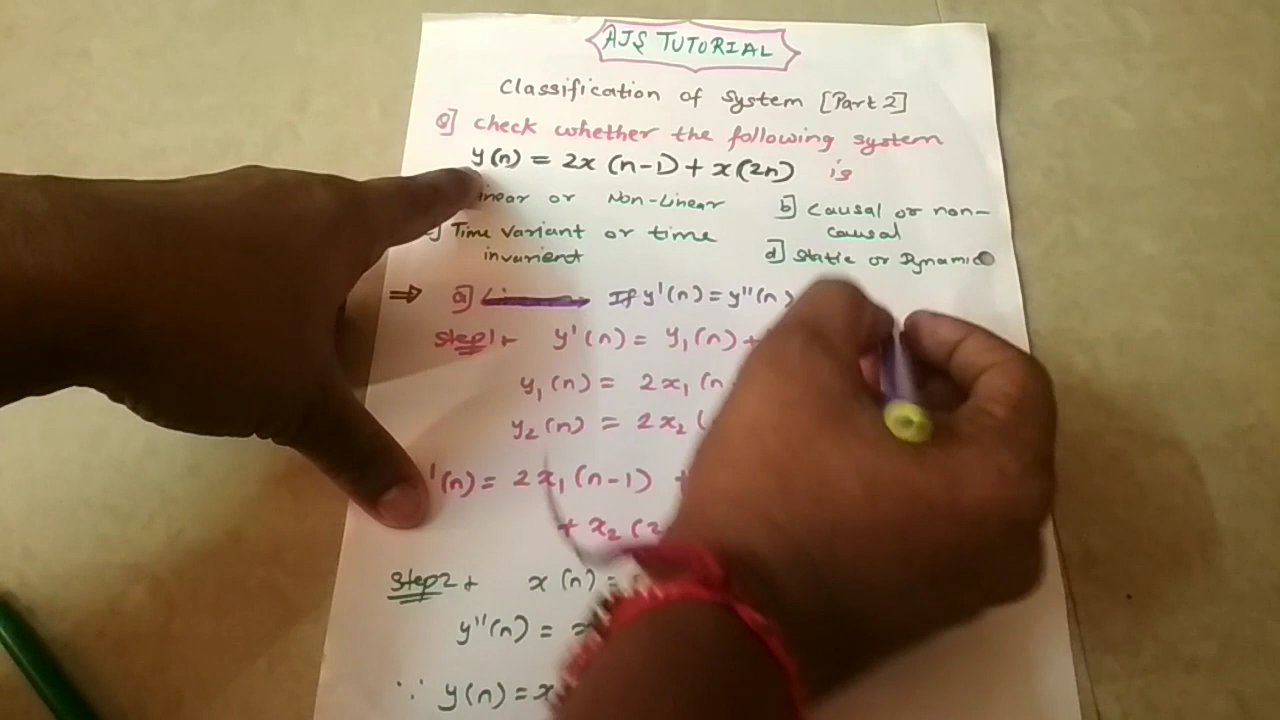 AJS TUTORIAL
Classification of System [Part 2]
Q] check whether the following system
y(n) = 2x (n-1) + x(2n) is
inear or Non-Linear b] causal or non-
causal
] Time variant or time
invarient d] static or Dynamic
⇒ a] If y'(n) = y''(n)
Step1+ y'(n) = y₁(n) +
y₁(n) = 2x₁(n
y₂(n) = 2x₂(
'(n) = 2x₁(n-1) +
+ x₂(2
Step2+ x(n) =
y''(n) = x
∵ y(n) = x